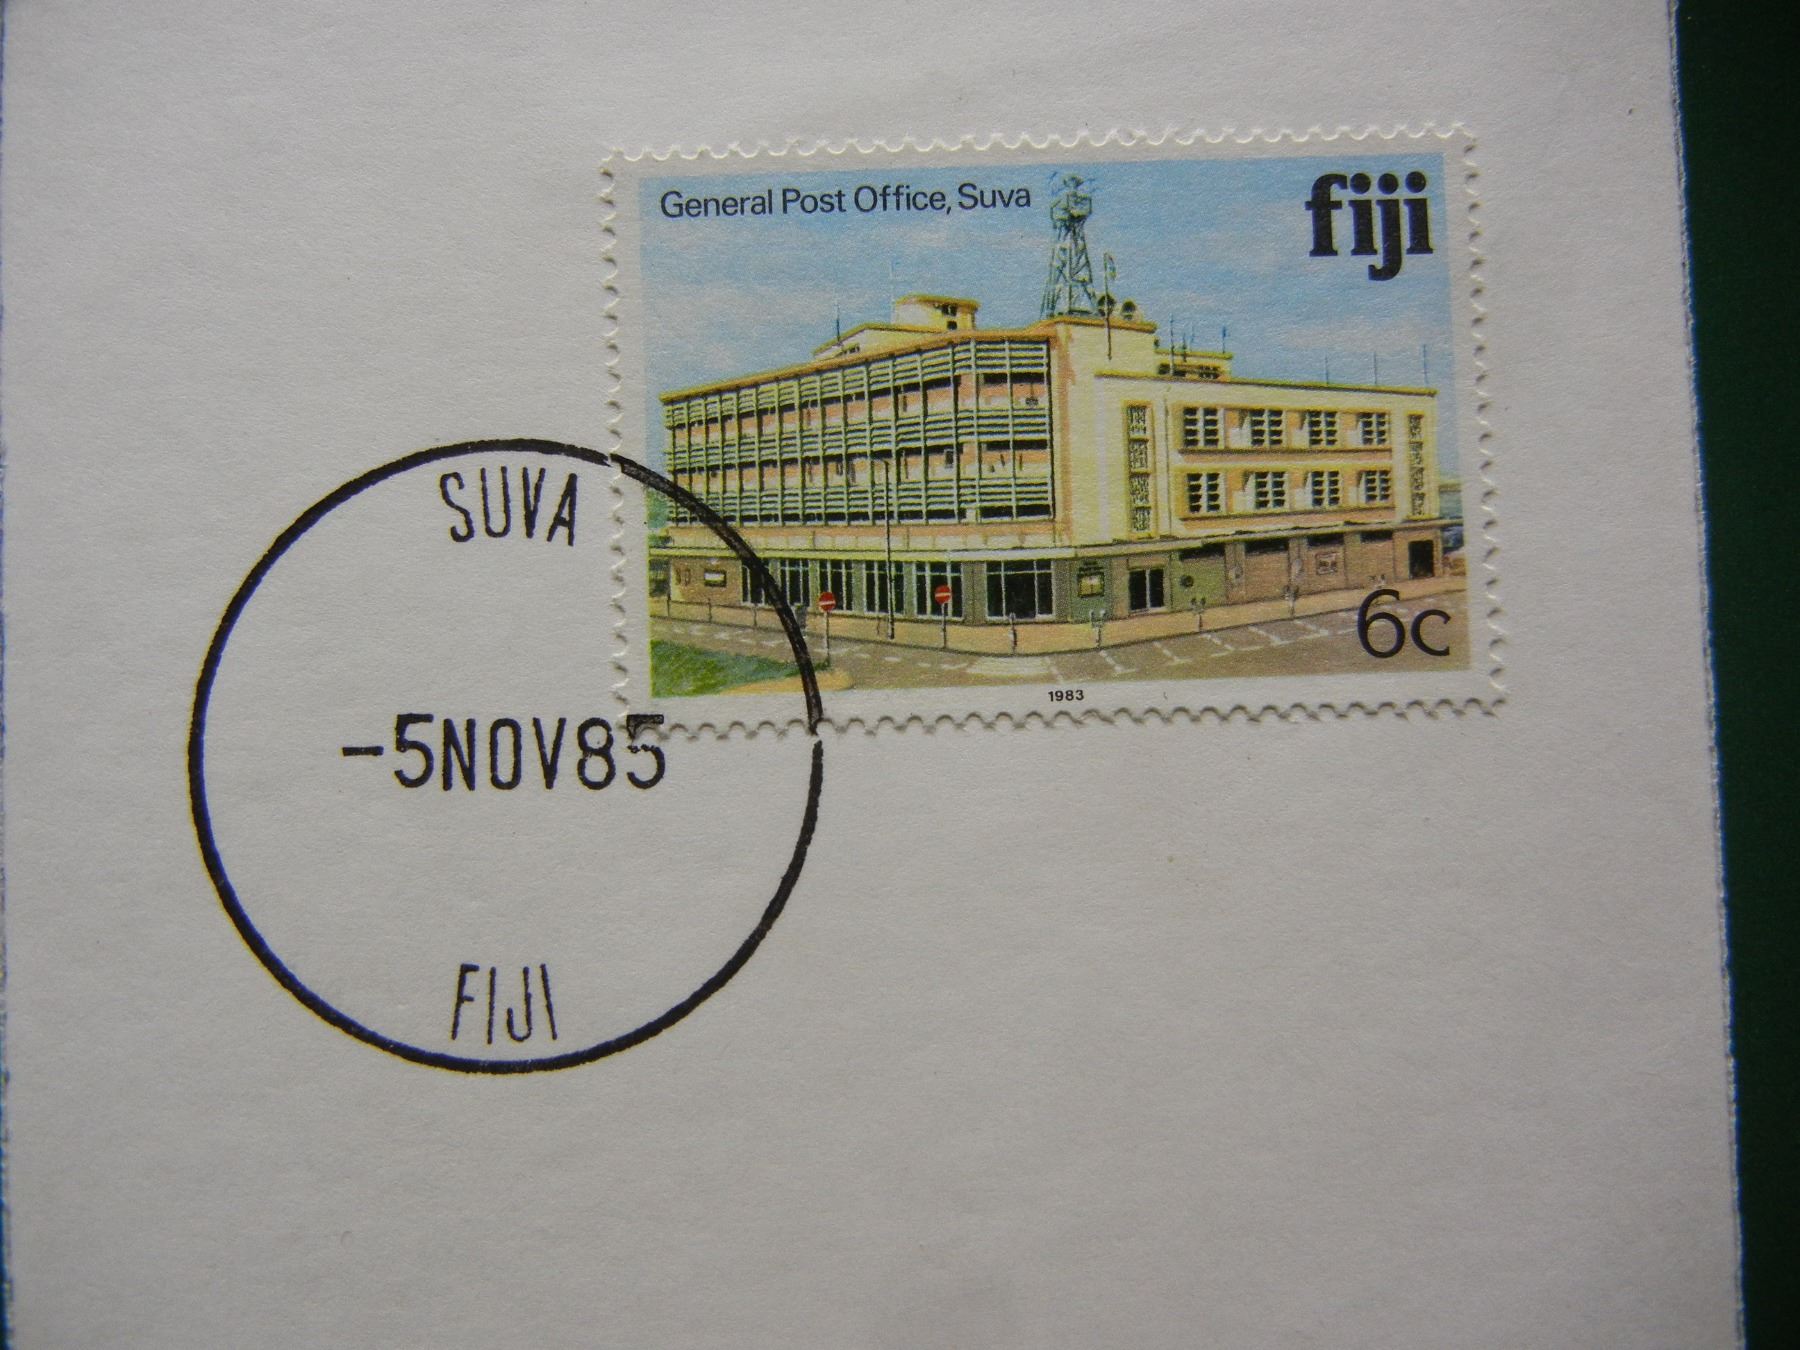 General Post Office, Suva
fiji
6c
1983
SUVA
-5NOV85
FIJI